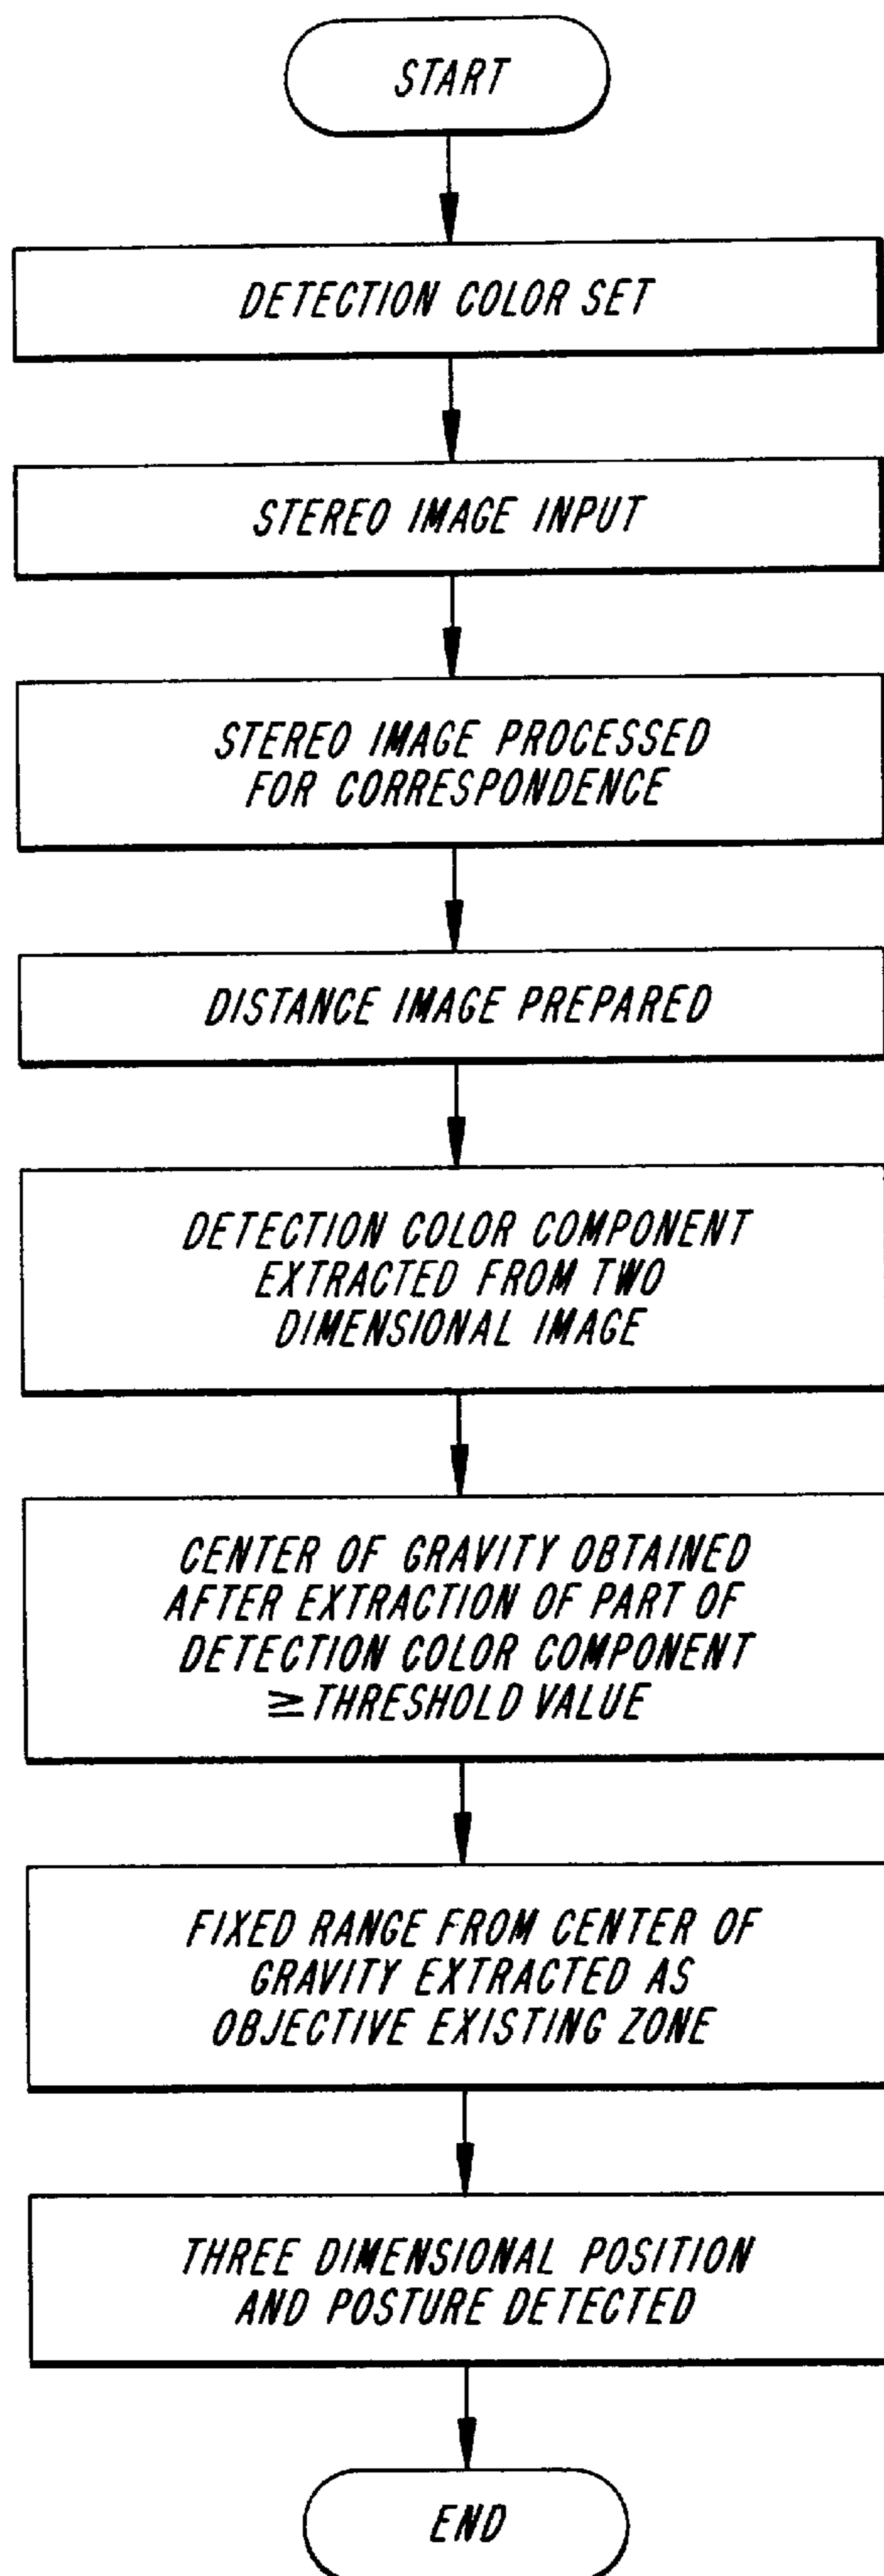 START
DETECTION COLOR SET
STEREO IMAGE INPUT
STEREO IMAGE PROCESSED
FOR CORRESPONDENCE
DISTANCE IMAGE PREPARED
DETECTION COLOR COMPONENT
EXTRACTED FROM TWO
DIMENSIONAL IMAGE
CENTER OF GRAVITY OBTAINED
AFTER EXTRACTION OF PART OF
DETECTION COLOR COMPONENT
≥ THRESHOLD VALUE
FIXED RANGE FROM CENTER OF
GRAVITY EXTRACTED AS
OBJECTIVE EXISTING ZONE
THREE DIMENSIONAL POSITION
AND POSTURE DETECTED
END